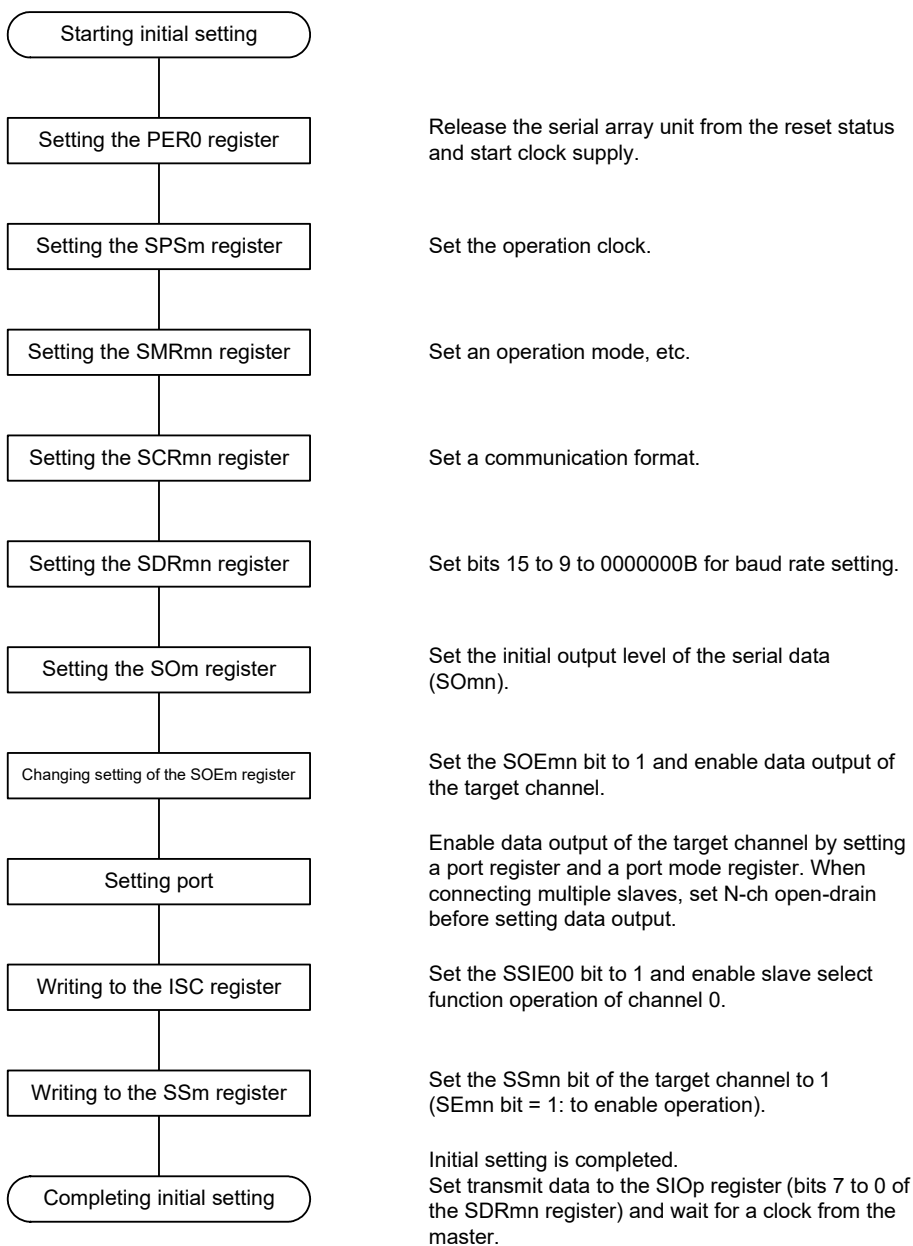 Starting initial setting
Setting the PER0 register
Release the serial array unit from the reset status
and start clock supply.
Setting the SPSm register
Set the operation clock.
Setting the SMRmn register
Set an operation mode, etc.
Setting the SCRmn register
Set a communication format.
Setting the SDRmn register
Set bits 15 to 9 to 0000000B for baud rate setting.
Setting the SOm register
Set the initial output level of the serial data
(SOmn).
Changing setting of the SOEm register
Set the SOEmn bit to 1 and enable data output of
the target channel.
Setting port
Enable data output of the target channel by setting
a port register and a port mode register. When
connecting multiple slaves, set N-ch open-drain
before setting data output.
Writing to the ISC register
Set the SSIE00 bit to 1 and enable slave select
function operation of channel 0.
Writing to the SSm register
Set the SSmn bit of the target channel to 1
(SEmn bit = 1: to enable operation).
Completing initial setting
Initial setting is completed.
Set transmit data to the SIOp register (bits 7 to 0 of
the SDRmn register) and wait for a clock from the
master.